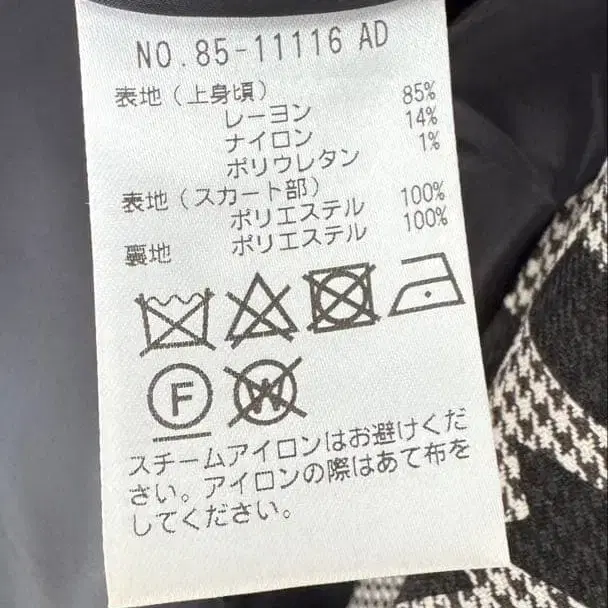 NO.85-11116 AD
表地(上身頃)
レーヨン 85%
ナイロン 14%
ポリウレタン 1%
表地(スカート部)
ポリエステル 100%
裏地 ポリエステル 100%
F W
スチームアイロンはお避けくだ
さい。アイロンの際はあて布を
してください。